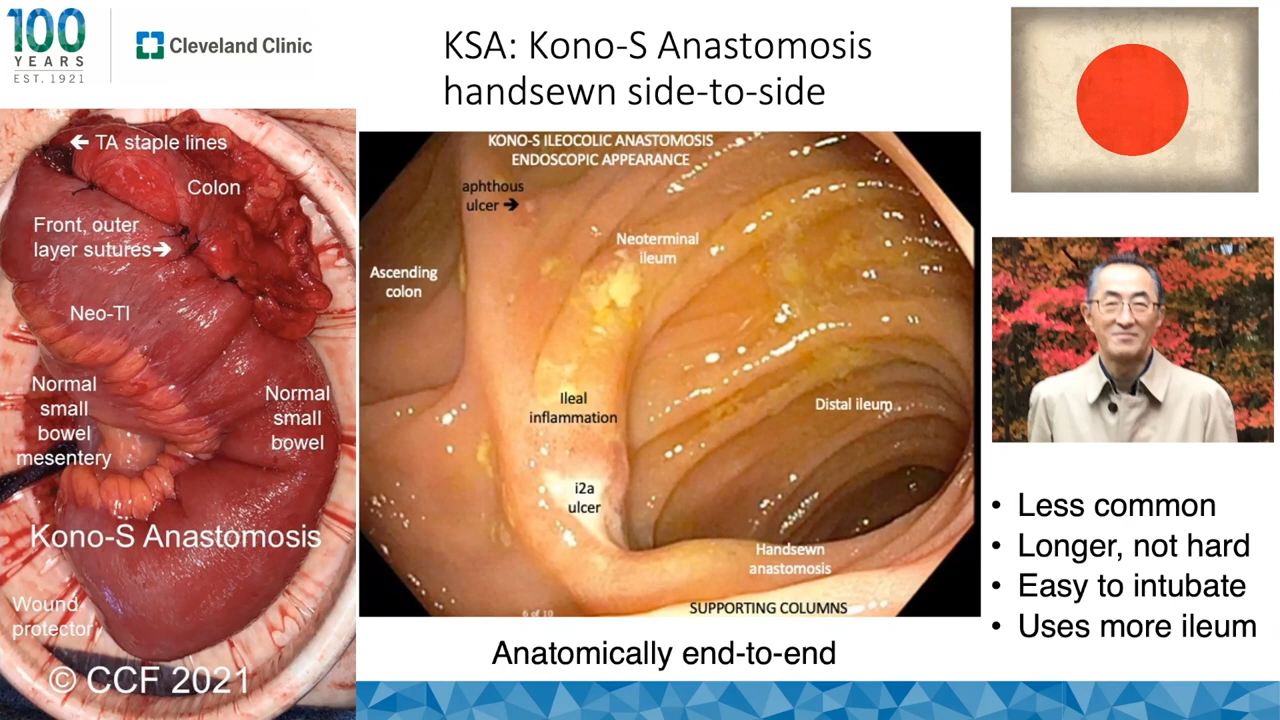 100
YEARS
EST. 1921
Cleveland Clinic
KSA: Kono-S Anastomosis
handsewn side-to-side
← TA staple lines
Colon
Front, outer
layer sutures→
Neo-TI
Normal
small
bowel
mesentery
Normal
small
bowel
Kono-S Anastomosis
Wound
protector
© CCF 2021
KONO-S ILEOCOLIC ANASTOMOSIS
ENDOSCOPIC APPEARANCE
aphthous
ulcer →
Neoterminal
ileum
Ascending
colon
Ileal
inflammation
Distal ileum
i2a
ulcer
Handsewn
anastomosis
6 of 10
SUPPORTING COLUMNS
Anatomically end-to-end
• Less common
• Longer, not hard
• Easy to intubate
• Uses more ileum